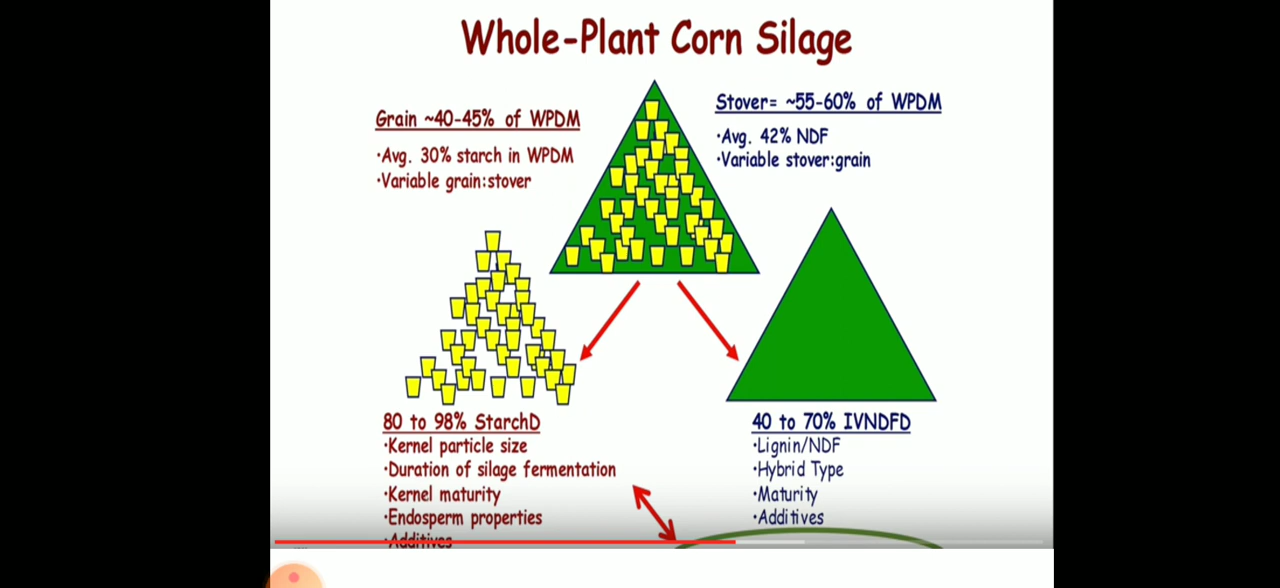 Whole-Plant Corn Silage
Grain ~40-45% of WPDM
•Avg. 30% starch in WPDM
•Variable grain:stover
Stover= ~55-60% of WPDM
•Avg. 42% NDF
•Variable stover:grain
80 to 98% StarchD
•Kernel particle size
•Duration of silage fermentation
•Kernel maturity
•Endosperm properties
•Additives
40 to 70% IVNDFD
•Lignin/NDF
•Hybrid Type
•Maturity
•Additives